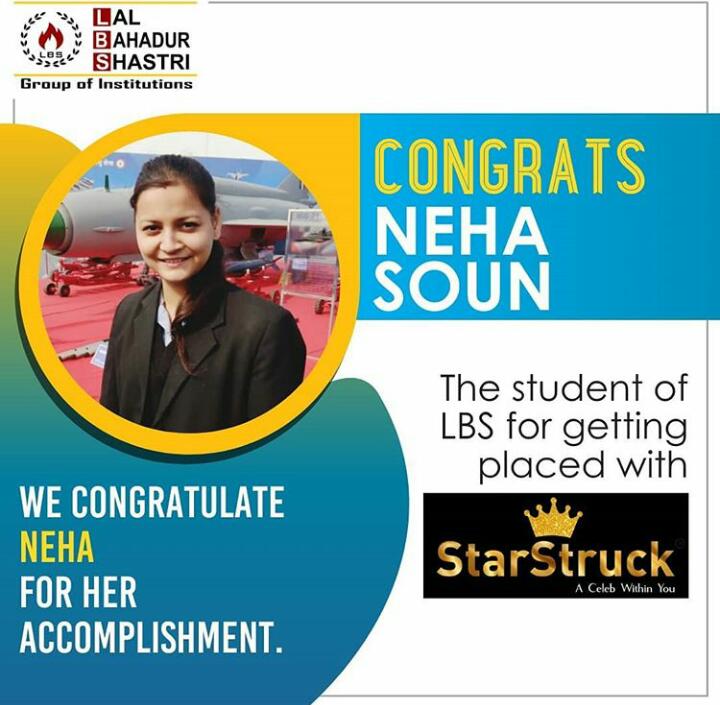 LBS
LAL
BAHADUR
SHASTRI
Group of Institutions
CONGRATS
NEHA
SOUN
The student of
LBS for getting
placed with
StarStruck
A Celeb Within You
WE CONGRATULATE
NEHA
FOR HER
ACCOMPLISHMENT.